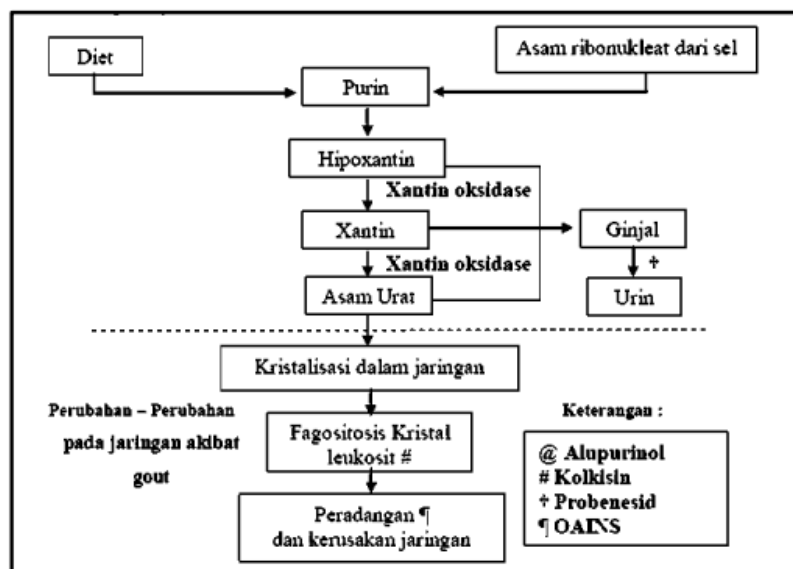 Diet
Asam ribonukleat dari sel
Purin
Hipoxantin
Xantin oksidase
Xantin
Ginjal
Xantin oksidase
†
Asam Urat
Urin
Kristalisasi dalam jaringan
Perubahan – Perubahan
pada jaringan akibat
gout
Fagositosis Kristal
leukosit #
Peradangan ¶
dan kerusakan jaringan
Keterangan :
@ Alupurinol
# Kolkisin
† Probenesid
¶ OAINS